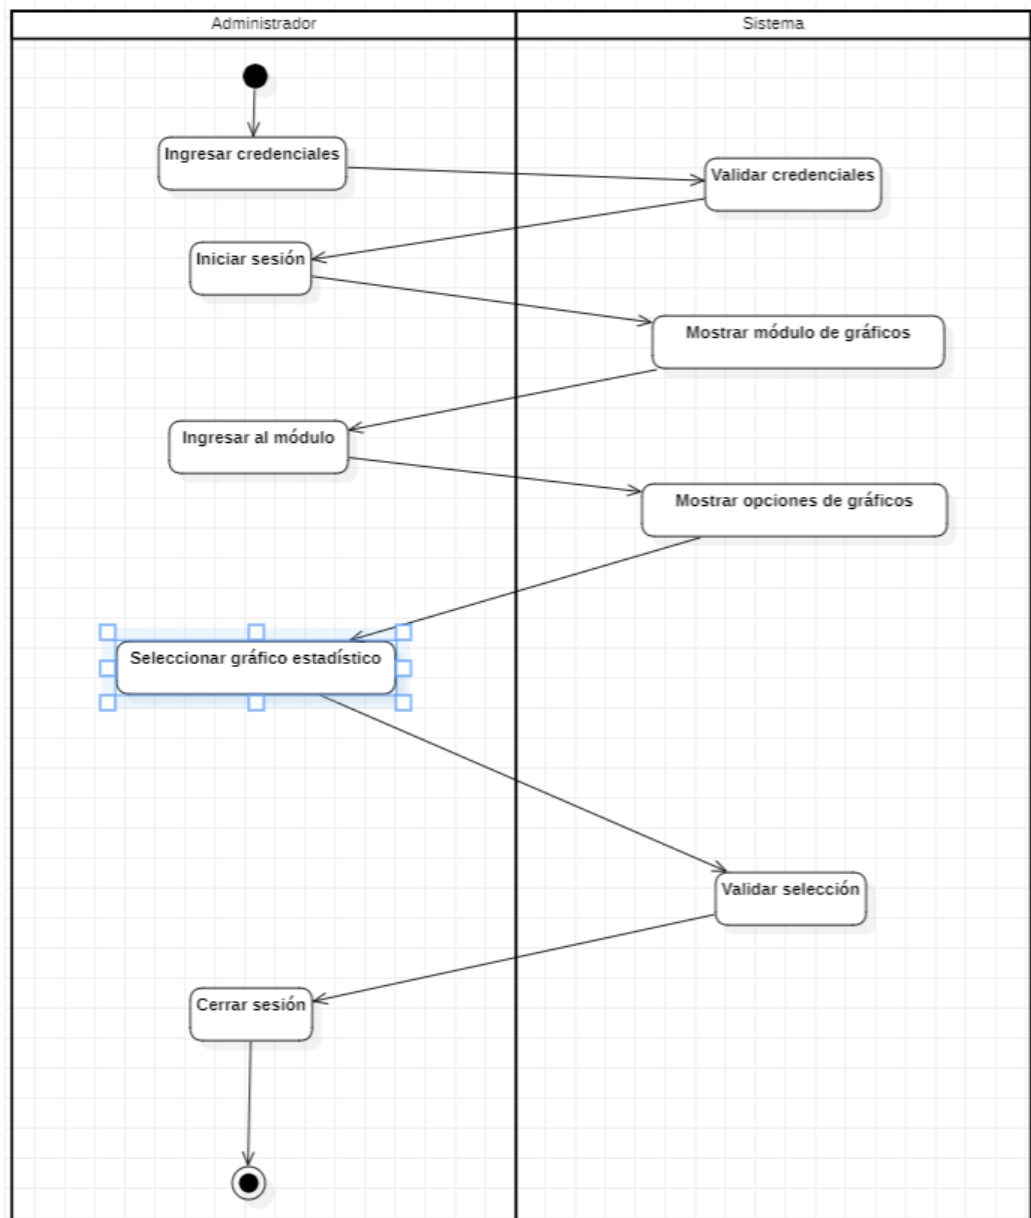 Administrador
Sistema
Ingresar credenciales
Validar credenciales
Iniciar sesión
Mostrar módulo de gráficos
Ingresar al módulo
Mostrar opciones de gráficos
Seleccionar gráfico estadístico
Validar selección
Cerrar sesión